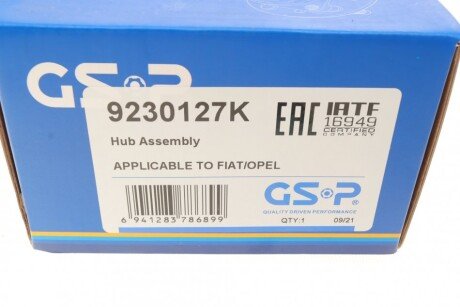 GSP
9230127K
Hub Assembly
APPLICABLE TO FIAT/OPEL
6 941283 786899
EAC
IATF
16949
CERTIFIED
COMPANY
GSP®
QUALITY DRIVEN PERFORMANCE
QTY:1 09/21